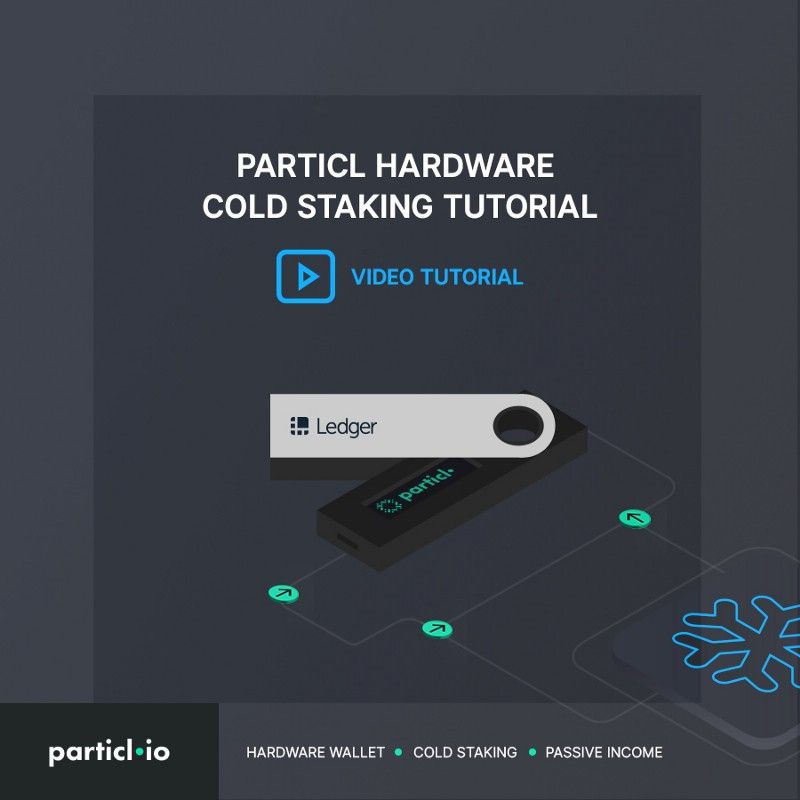 PARTICL HARDWARE
COLD STAKING TUTORIAL
VIDEO TUTORIAL
Ledger
particl
particl•io
HARDWARE WALLET • COLD STAKING • PASSIVE INCOME